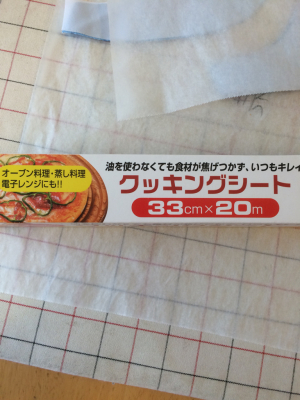 油を使わなくても食材が焦げつかず、いつもキレイ
オーブン料理・蒸し料理
電子レンジにも!!
クッキングシート
33cm×20m